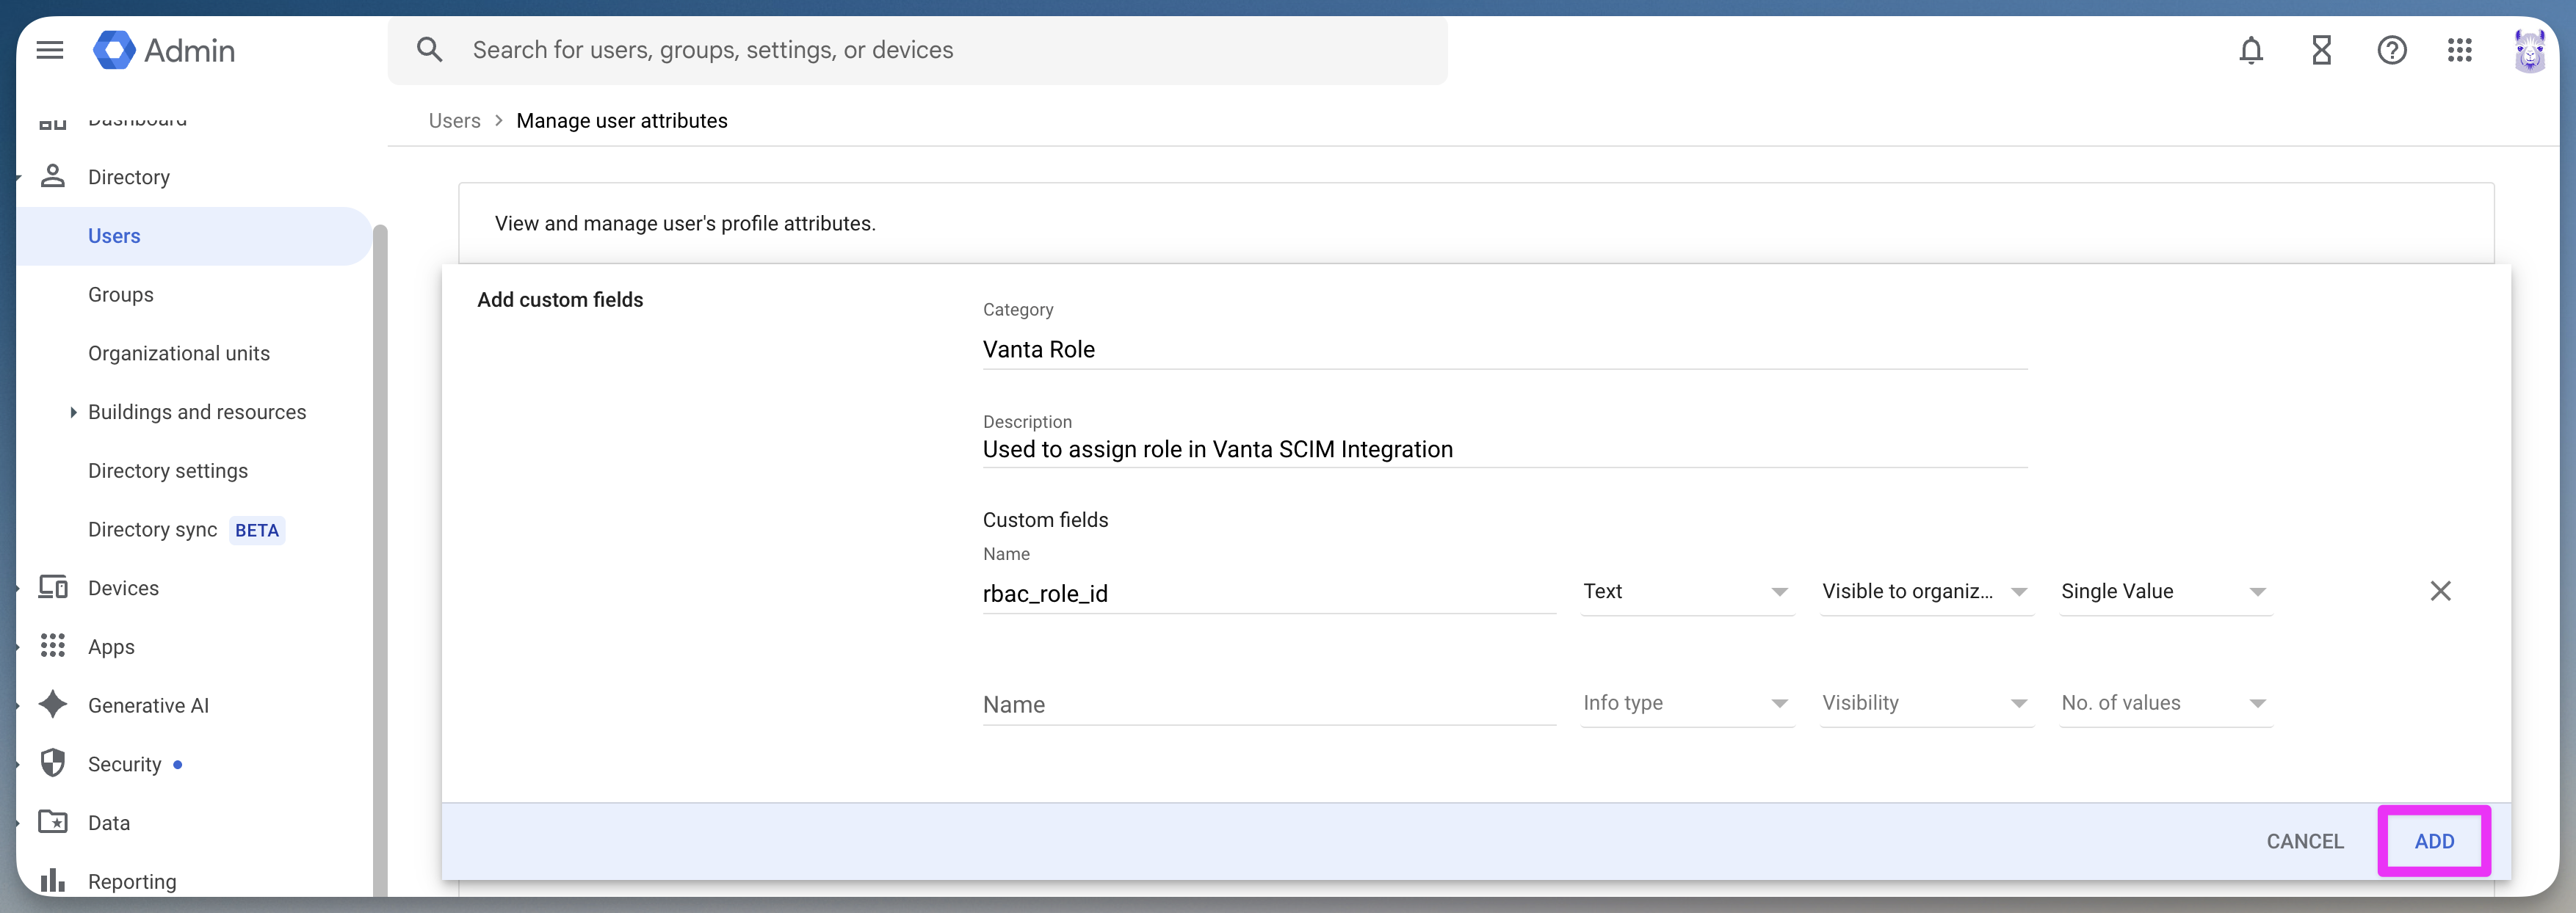 Admin
Search for users, groups, settings, or devices
Users > Manage user attributes
Dashboard
Directory
Users
Groups
Organizational units
Buildings and resources
Directory settings
Directory sync BETA
Devices
Apps
Generative AI
Security
Data
Reporting
View and manage user's profile attributes.
Add custom fields
Category
Vanta Role
Description
Used to assign role in Vanta SCIM Integration
Custom fields
Name
rbac_role_id Text Visible to organiz... Single Value
Name Info type Visibility No. of values
CANCEL ADD